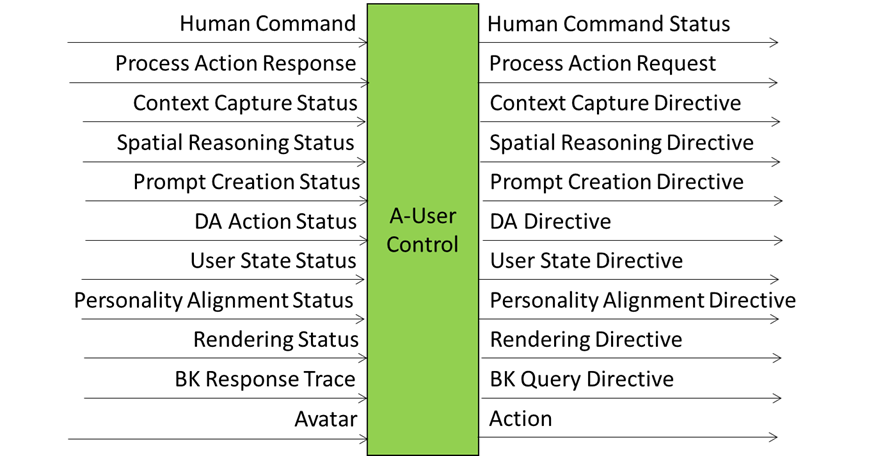 Human Command
Human Command Status
Process Action Response
Process Action Request
Context Capture Status
Context Capture Directive
Spatial Reasoning Status
Spatial Reasoning Directive
Prompt Creation Status
Prompt Creation Directive
DA Action Status
A-User
Control
DA Directive
User State Status
User State Directive
Personality Alignment Status
Personality Alignment Directive
Rendering Status
Rendering Directive
BK Response Trace
BK Query Directive
Avatar
Action